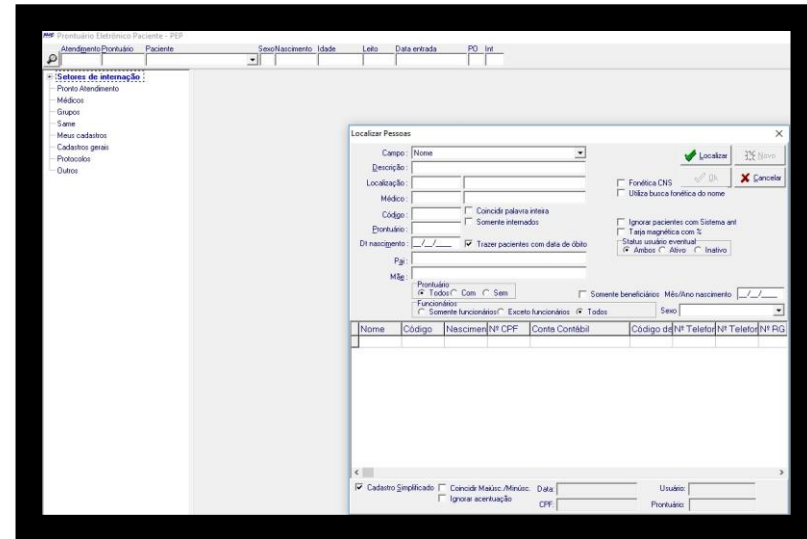 Prontuário Eletrônico Paciente - PEP
Atendimento Prontuário Paciente Sexo Nascimento Idade Leito Data entrada PO Int
Setores de internação
Pronto Atendimento
Médicos
Grupos
Same
Meus cadastros
Cadastros gerais
Protocolos
Outros
Localizar Pessoas
Campo: Nome
Localizar Novo
Descrição:
Ok Cancelar
Localização:
Fonética CNS
Médico:
Utiliza busca fonética do nome
Código: Coincidir palavra inteira
Somente internados
Prontuário:
Ignorar pacientes com Sistema ant
Tarja magnética com %
Dt nascimento: _/_/__ Trazer pacientes com data de óbito
Status usuário eventual
Ambos Ativo Inativo
Pai:
Mãe:
Prontuário
Todos Com Sem
Somente beneficiários Mês/Ano nascimento _/_/__
Funcionários
Somente funcionários Exceto funcionários Todos
Sexo
Nome Código Nascimen Nº CPF Conta Contábil Código de Nº Telefor Nº Telefor Nº RG
Cadastro Simplificado Coincidir Maiúsc./Minúsc. Data: Usuário:
Ignorar acentuação CPF: Prontuário: